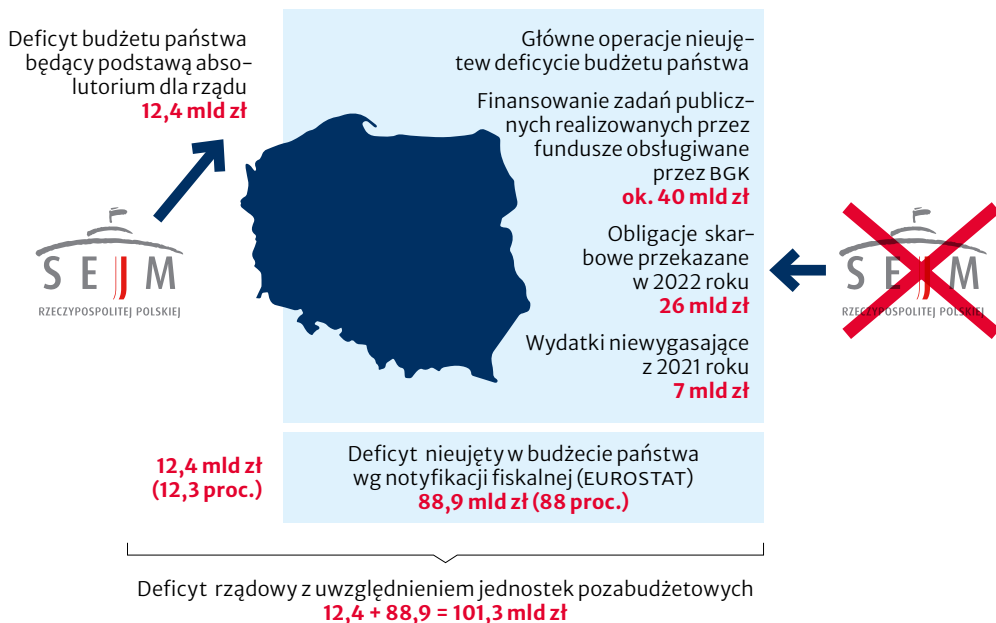 Deficyt budżetu państwa
będący podstawą abso-
lutorium dla rządu
12,4 mld zł
SEJM
RZECZYPOSPOLITEJ POLSKIEJ
Główne operacje nieuję-
tew deficycie budżetu państwa
Finansowanie zadań publicz-
nych realizowanych przez
fundusze obsługiwane
przez BGK
ok. 40 mld zł
Obligacje skar-
bowe przekazane
w 2022 roku
26 mld zł
Wydatki niewygasające
z 2021 roku
7 mld zł
SEJM
RZECZYPOSPOLITEJ POLSKIEJ
12,4 mld zł
(12,3 proc.)
Deficyt nieujęty w budżecie państwa
wg notyfikacji fiskalnej (EUROSTAT)
88,9 mld zł (88 proc.)
Deficyt rządowy z uwzględnieniem jednostek pozabudżetowych
12,4 + 88,9 = 101,3 mld zł